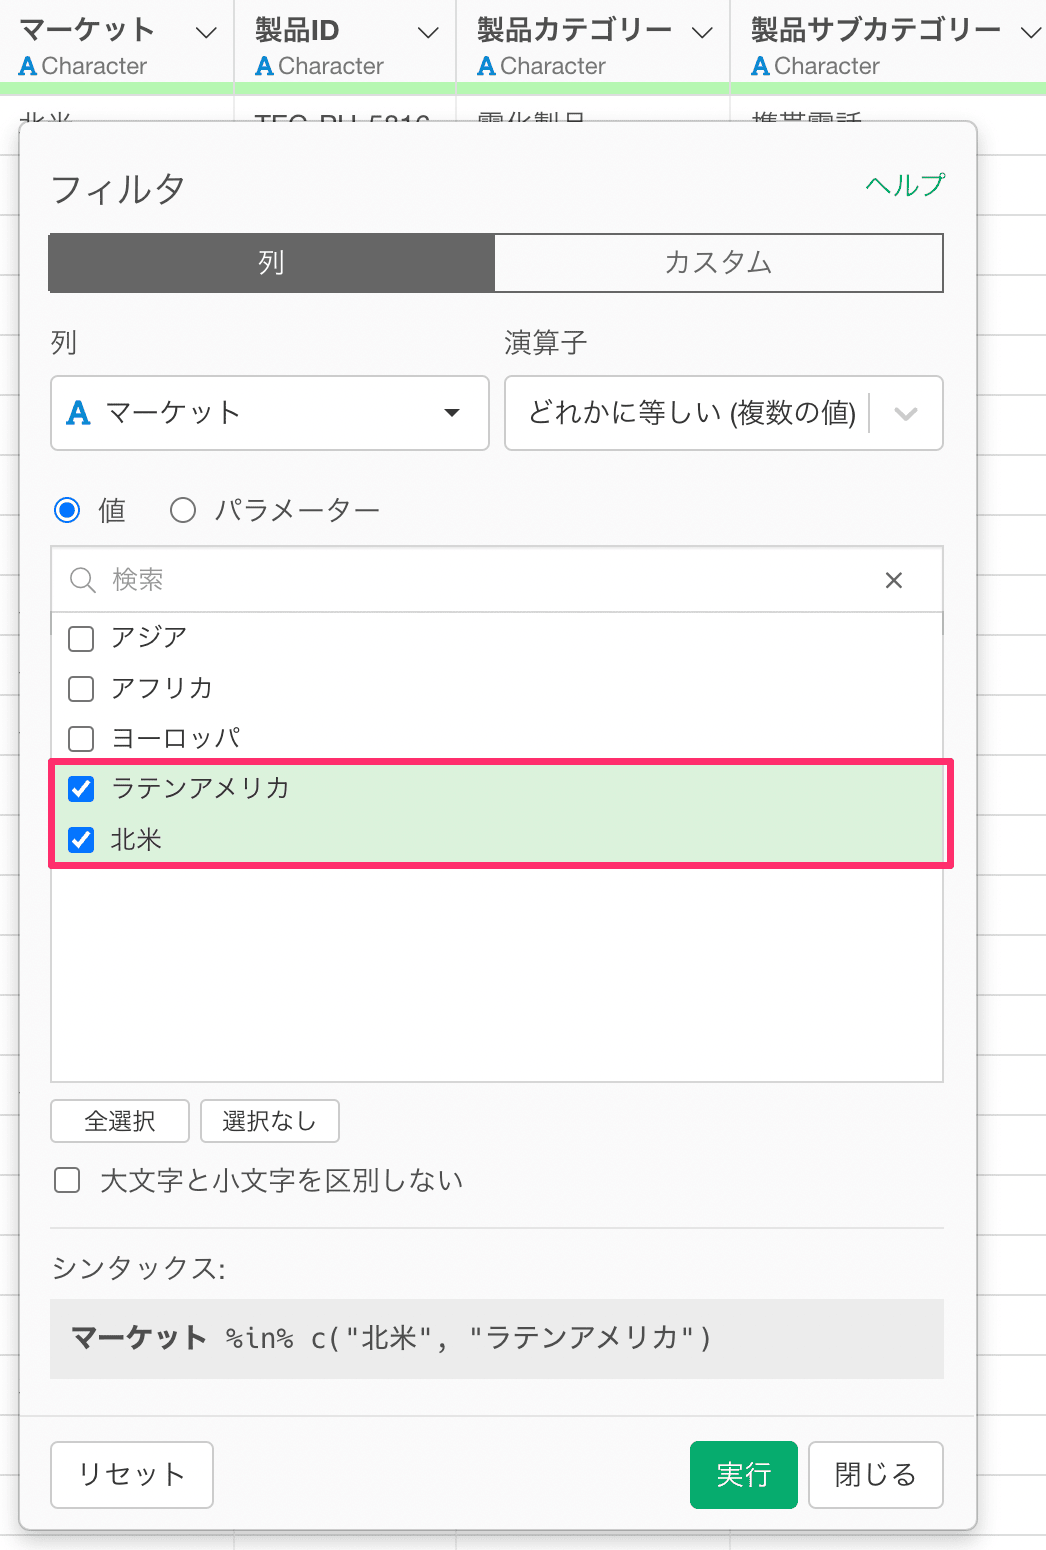 マーケット 製品ID 製品カテゴリー 製品サブカテゴリー
A Character A Character A Character A Character
フィルタ ヘルプ
列 カスタム
列 演算子
A マーケット どれかに等しい (複数の値)
値 パラメーター
検索
アジア
アフリカ
ヨーロッパ
ラテンアメリカ
北米
全選択 選択なし
大文字と小文字を区別しない
シンタックス:
マーケット %in% c("北米", "ラテンアメリカ")
リセット 実行 閉じる